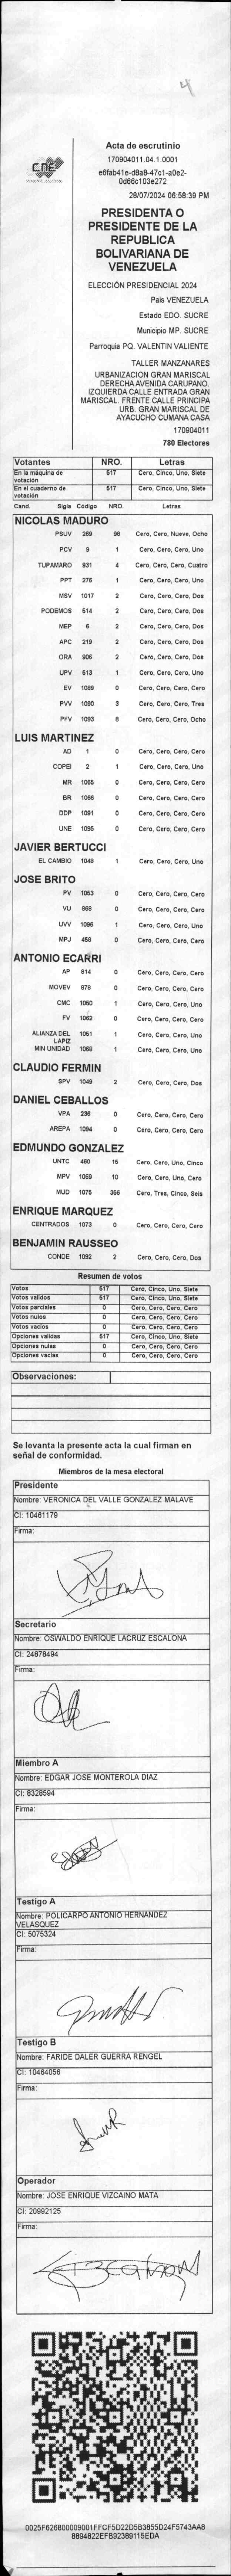 4
CNE
Acta de escrutinio
170904011.04.1.0001
e6fab41e-d8a8-47c1-a0e2-
0d66c103e272
28/07/2024 06:58:39 PM
PRESIDENTA O
PRESIDENTE DE LA
REPUBLICA
BOLIVARIANA DE
VENEZUELA
ELECCIÓN PRESIDENCIAL 2024
País VENEZUELA
Estado EDO. SUCRE
Municipio MP. SUCRE
Parroquia PQ. VALENTIN VALIENTE
TALLER MANZANARES
URBANIZACION GRAN MARISCAL
DERECHA AVENIDA CARUPANO.
IZQUIERDA CALLE ENTRADA GRAN
MARISCAL. FRENTE CALLE PRINCIPA
URB. GRAN MARISCAL DE
AYACUCHO CUMANA CASA
170904011
780 Electores
Votantes NRO. Letras
En la máquina de votación 517 Cero, Cinco, Uno, Siete
En el cuaderno de votación 517 Cero, Cinco, Uno, Siete
Cand. Sigla Código NRO. Letras
NICOLAS MADURO
PSUV 269 98 Cero, Cero, Nueve, Ocho
PCV 9 1 Cero, Cero, Cero, Uno
TUPAMARO 931 4 Cero, Cero, Cero, Cuatro
PPT 276 1 Cero, Cero, Cero, Uno
MSV 1017 2 Cero, Cero, Cero, Dos
PODEMOS 514 2 Cero, Cero, Cero, Dos
MEP 6 2 Cero, Cero, Cero, Dos
APC 219 2 Cero, Cero, Cero, Dos
ORA 906 2 Cero, Cero, Cero, Dos
UPV 513 1 Cero, Cero, Cero, Uno
EV 1089 0 Cero, Cero, Cero, Cero
PVV 1090 3 Cero, Cero, Cero, Tres
PFV 1093 8 Cero, Cero, Cero, Ocho
LUIS MARTINEZ
AD 1 0 Cero, Cero, Cero, Cero
COPEI 2 1 Cero, Cero, Cero, Uno
MR 1065 0 Cero, Cero, Cero, Cero
BR 1066 0 Cero, Cero, Cero, Cero
DDP 1091 0 Cero, Cero, Cero, Cero
UNE 1095 0 Cero, Cero, Cero, Cero
JAVIER BERTUCCI
EL CAMBIO 1048 1 Cero, Cero, Cero, Uno
JOSE BRITO
PV 1053 0 Cero, Cero, Cero, Cero
VU 868 0 Cero, Cero, Cero, Cero
UVV 1096 1 Cero, Cero, Cero, Uno
MPJ 458 0 Cero, Cero, Cero, Cero
ANTONIO ECARRI
AP 814 0 Cero, Cero, Cero, Cero
MOVEV 878 0 Cero, Cero, Cero, Cero
CMC 1050 1 Cero, Cero, Cero, Uno
FV 1062 0 Cero, Cero, Cero, Cero
ALIANZA DEL LAPIZ 1051 1 Cero, Cero, Cero, Uno
MIN UNIDAD 1068 1 Cero, Cero, Cero, Uno
CLAUDIO FERMIN
SPV 1049 2 Cero, Cero, Cero, Dos
DANIEL CEBALLOS
VPA 236 0 Cero, Cero, Cero, Cero
AREPA 1094 0 Cero, Cero, Cero, Cero
EDMUNDO GONZALEZ
UNTC 460 15 Cero, Cero, Uno, Cinco
MPV 1069 10 Cero, Cero, Uno, Cero
MUD 1075 356 Cero, Tres, Cinco, Seis
ENRIQUE MARQUEZ
CENTRADOS 1073 0 Cero, Cero, Cero, Cero
BENJAMIN RAUSSEO
CONDE 1092 2 Cero, Cero, Cero, Dos
Resumen de votos
Votos 517 Cero, Cinco, Uno, Siete
Votos validos 517 Cero, Cinco, Uno, Siete
Votos parciales 0 Cero, Cero, Cero, Cero
Votos nulos 0 Cero, Cero, Cero, Cero
Votos vacios 0 Cero, Cero, Cero, Cero
Opciones validas 517 Cero, Cinco, Uno, Siete
Opciones nulas 0 Cero, Cero, Cero, Cero
Opciones vacias 0 Cero, Cero, Cero, Cero
Observaciones:
Se levanta la presente acta la cual firman en
señal de conformidad.
Miembros de la mesa electoral
Presidente
Nombre: VERONICA DEL VALLE GONZALEZ MALAVE
CI: 10461179
Firma:
Secretario
Nombre: OSWALDO ENRIQUE LACRUZ ESCALONA
CI: 24878494
Firma:
Miembro A
Nombre: EDGAR JOSE MONTEROLA DIAZ
CI: 8328594
Firma:
Testigo A
Nombre: POLICARPO ANTONIO HERNANDEZ
VELASQUEZ
CI: 5075324
Firma:
Testigo B
Nombre: FARIDE DALER GUERRA RENGEL
CI: 10464056
Firma:
Operador
Nombre: JOSE ENRIQUE VIZCAINO MATA
CI: 20992125
Firma:
0025F626800009001FFCF5D22D5B3855D24F5743AA8
8894822EFB92389115EDA